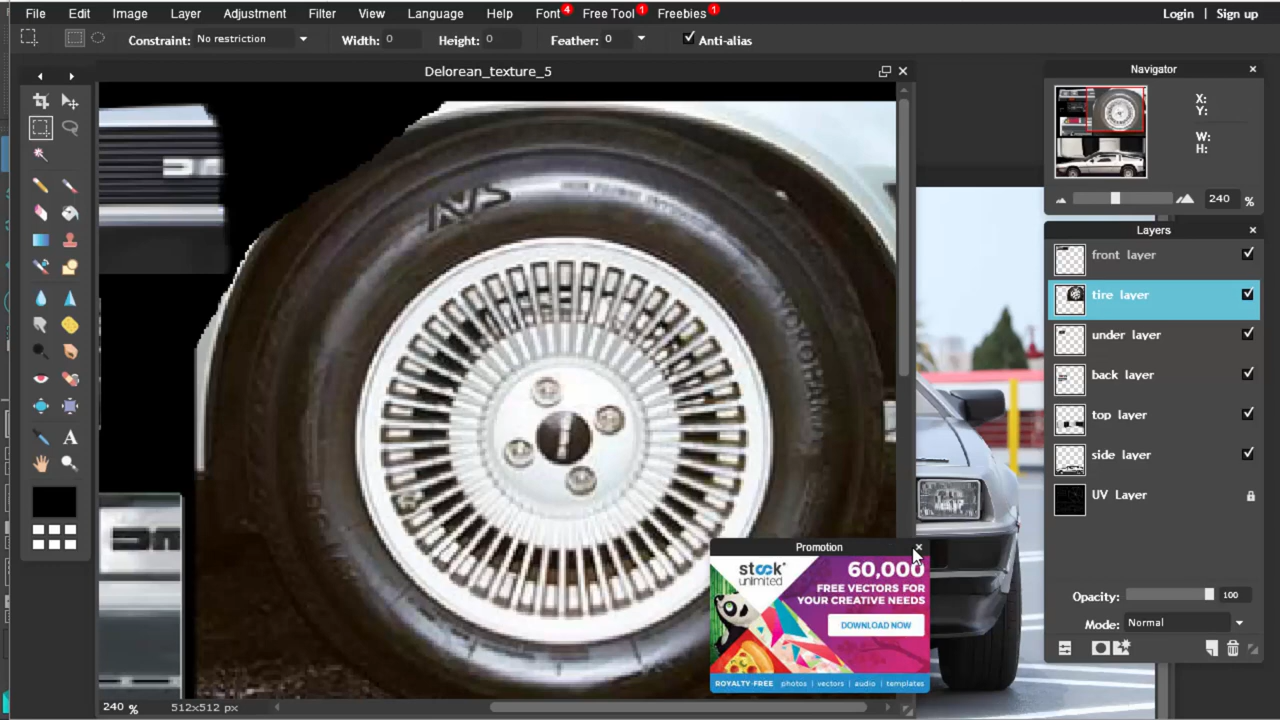 File Edit Image Layer Adjustment Filter View Language Help Font 4 Free Tool 1 Freebies 1 Login | Sign up
Constraint: No restriction Width: 0 Height: 0 Feather: 0 Anti-alias
Delorean_texture_5
Navigator
X:
Y:
W:
H:
240 %
Layers
front layer
tire layer
under layer
back layer
top layer
side layer
UV Layer
Opacity: 100
Mode: Normal
AVS
YOKOHAMA
A
Promotion
stock
unlimited
60,000
FREE VECTORS FOR
YOUR CREATIVE NEEDS
DOWNLOAD NOW
ROYALTY-FREE photos | vectors | audio | templates
240 % 512x512 px